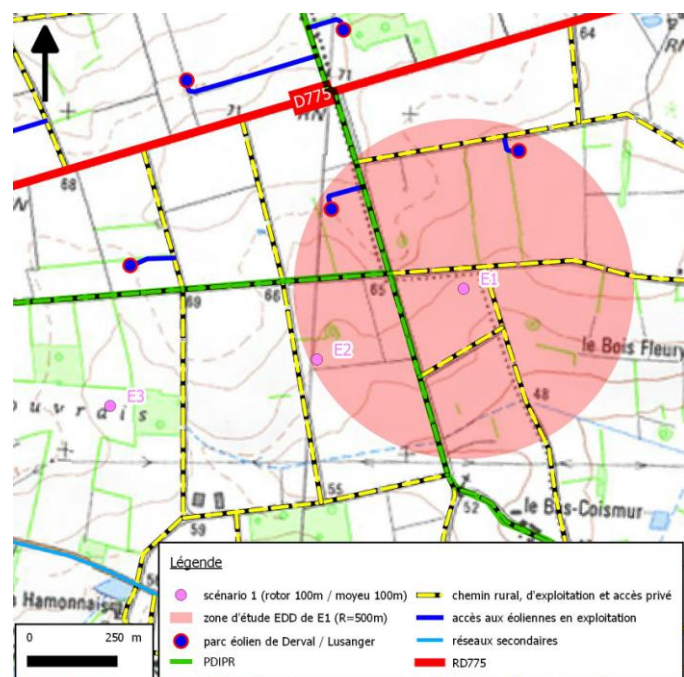 64
71
D775
71
68
E1
65
66
69
le Bois Fleury
E2
E3
ouvrais
48
55
52
le Bas-Coismur
59
Hamonnais
Légende
scénario 1 (rotor 100m / moyeu 100m)
zone d'étude EDD de E1 (R=500m)
parc éolien de Derval / Lusanger
PDIPR
chemin rural, d'exploitation et accès privé
accès aux éoliennes en exploitation
réseaux secondaires
RD775
0 250 m